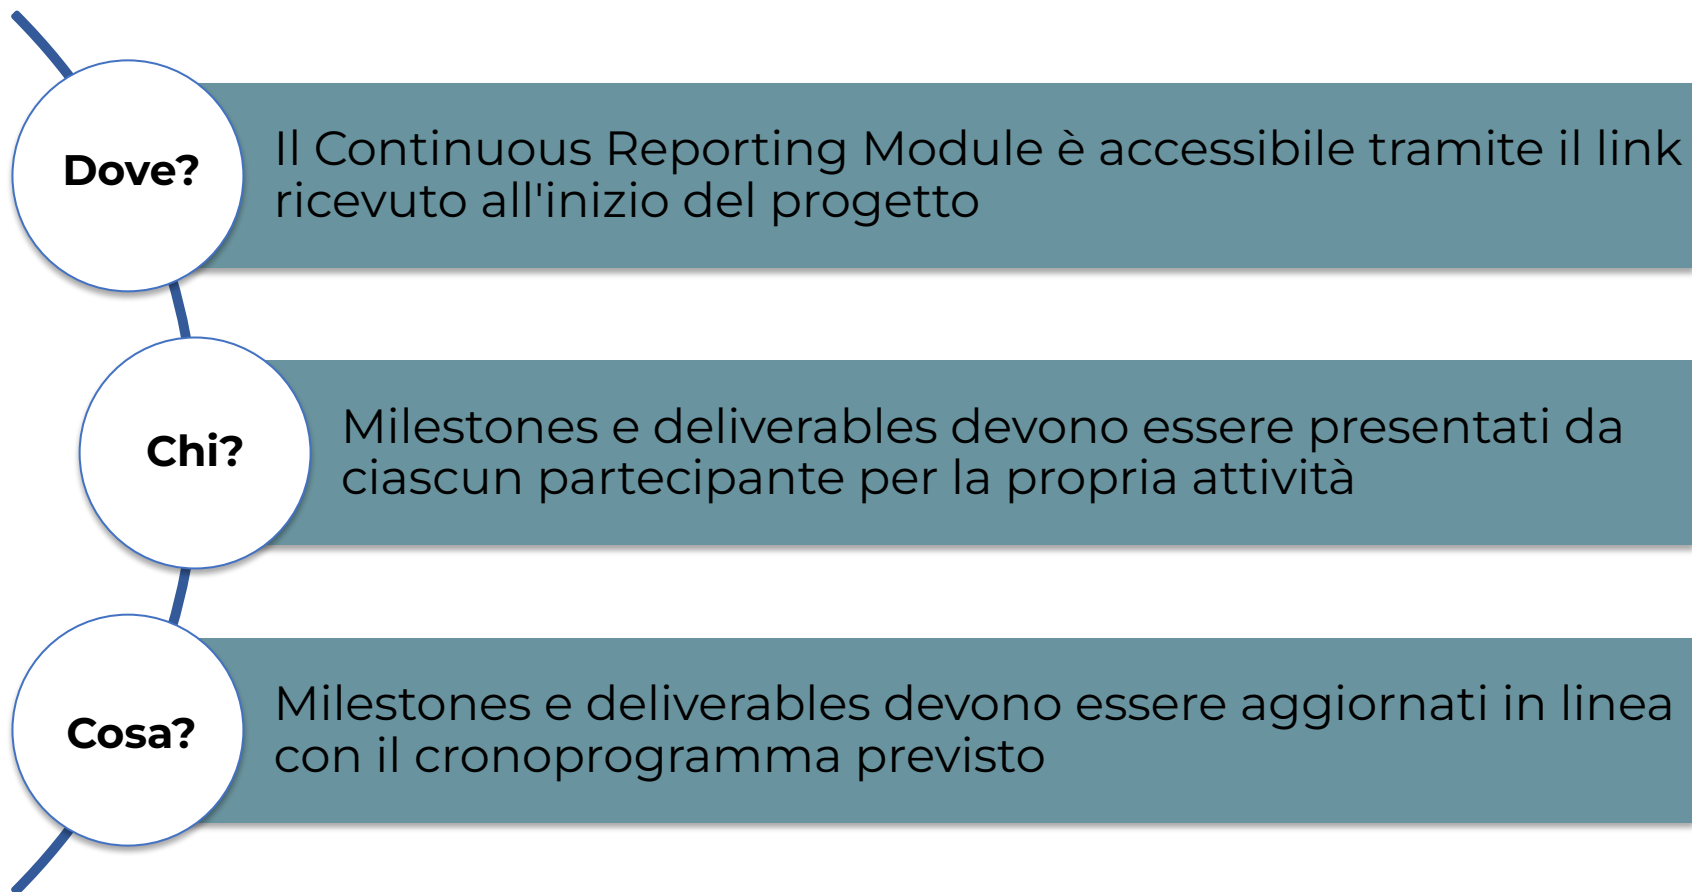 Dove?
Il Continuous Reporting Module è accessibile tramite il link
ricevuto all'inizio del progetto
Chi?
Milestones e deliverables devono essere presentati da
ciascun partecipante per la propria attività
Cosa?
Milestones e deliverables devono essere aggiornati in linea
con il cronoprogramma previsto